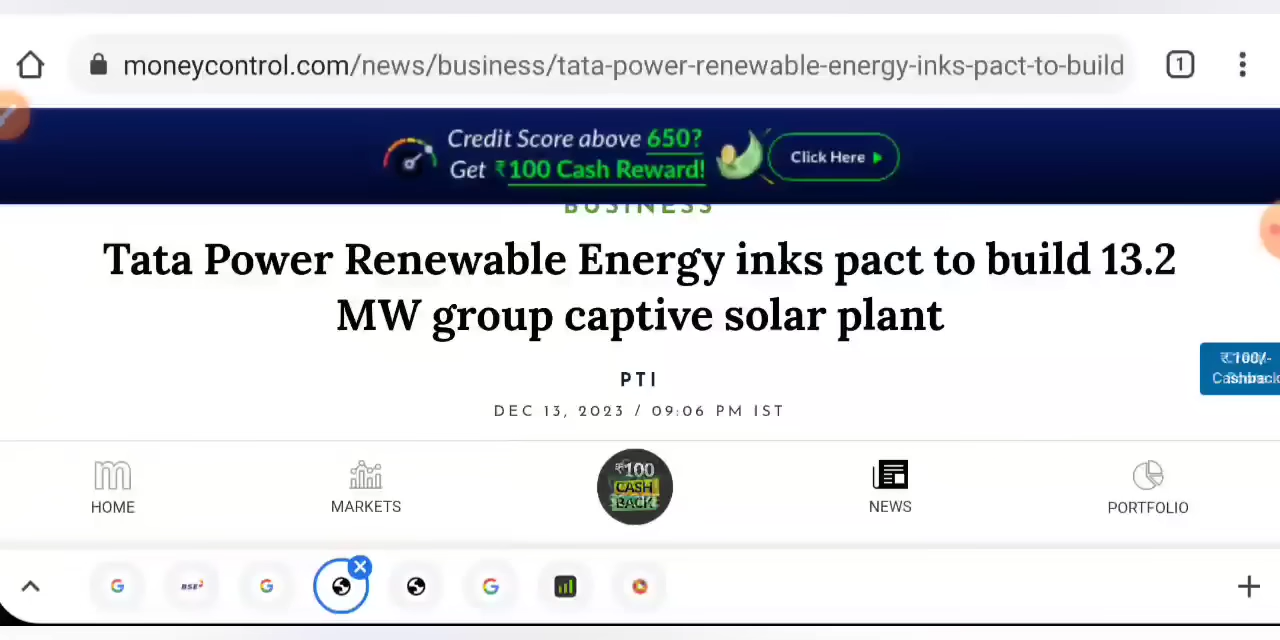 moneycontrol.com/news/business/tata-power-renewable-energy-inks-pact-to-build
1
Credit Score above 650?
Get ₹100 Cash Reward!
Click Here
BUSINESS
Tata Power Renewable Energy inks pact to build 13.2
MW group captive solar plant
PTI
DEC 13, 2023 / 09:06 PM IST
₹100/-
₹100
CASH
BACK
HOME
MARKETS
NEWS
PORTFOLIO
BSE